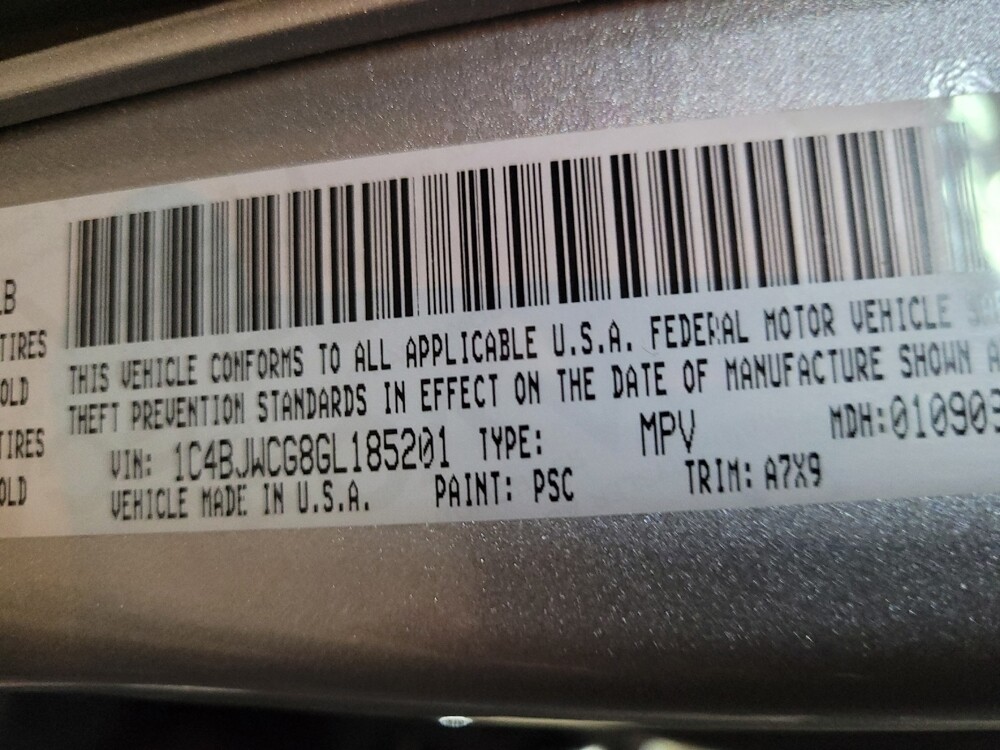 LB
TIRES
OLD
TIRES
OLD
THIS VEHICLE CONFORMS TO ALL APPLICABLE U.S.A. FEDERAL MOTOR VEHICLE
THEFT PREVENTION STANDARDS IN EFFECT ON THE DATE OF MANUFACTURE SHOWN A
VIN: 1C4BJWCG8GL185201 TYPE: MPV MDH:010903
VEHICLE MADE IN U.S.A. PAINT: PSC TRIM: A7X9